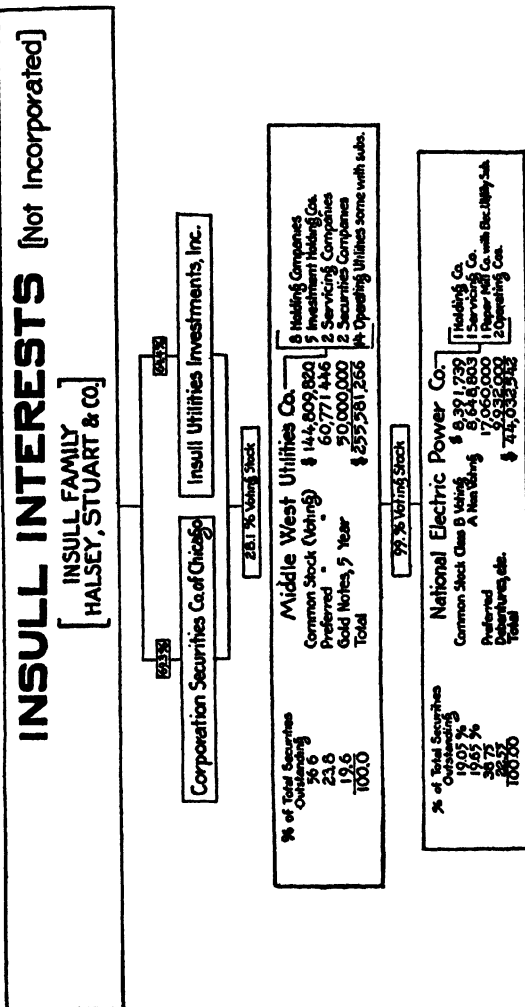 INSULL INTERESTS [Not Incorporated]
[INSULL FAMILY
HALSEY, STUART & CO.]
69.3%
64.4%
Corporation Securities Co. of Chicago
Insull Utilities Investments, Inc.
28.1 % Voting Stock
Middle West Utilities Co.
% of Total Securities
Outstanding
56.6 Common Stock (Voting) $ 144,809,820
23.8 Preferred " " 60,771,446
19.6 Gold Notes, 5 Year 50,000,000
100.0 Total $ 255,581,266
8 Holding Companies
5 Investment Holding Cos.
2 Servicing Companies
2 Securities Companies
14 Operating Utilities some with subs.
99.% Voting Stock
National Electric Power Co.
% of Total Securities
Outstanding
19.05 % Common Stock Class B Voting $ 8,391,739
19.65 % A Non Voting 8,648,803
38.75 Preferred 17,060,000
22.55 Debentures, etc. 9,932,000
100.00 Total $ 44,032,542
1 Holding Co.
1 Servicing Co.
1 Paper Mill Co. with Elec. Utility Sub.
2 Operating Cos.